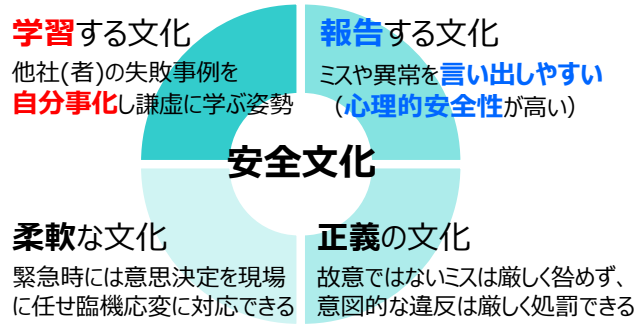 学習する文化
他社(者)の失敗事例を
自分事化し謙虚に学ぶ姿勢
報告する文化
ミスや異常を言い出しやすい
（心理的安全性が高い）
安全文化
柔軟な文化
緊急時には意思決定を現場
に任せ臨機応変に対応できる
正義の文化
故意ではないミスは厳しく咎めず、
意図的な違反は厳しく処罰できる